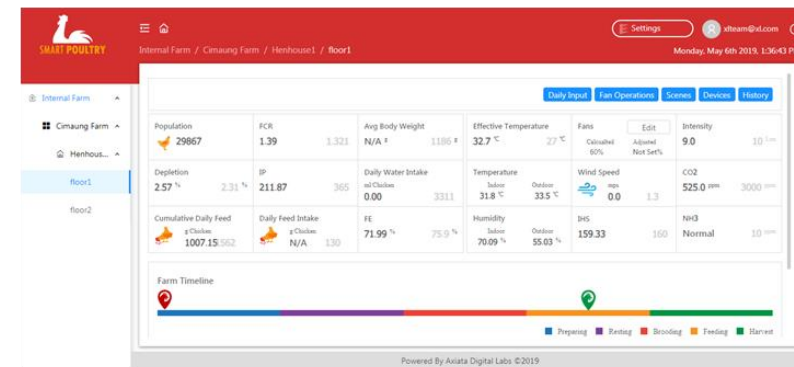 SMART POULTRY
Settings
xlteam@xl.com
Internal Farm / Cimaung Farm / Henhouse1 / floor1
Monday, May 6th 2019, 1:36:43 P
Internal Farm
Cimaung Farm
Henhous...
floor1
floor2
Daily Input Fan Operations Scenes Devices History
Population FCR Avg Body Weight Effective Temperature Fans Edit Intensity
29867 1.39 1.321 N/A g 1186 g 32.7 °C 27 °C Calculated Adjusted 9.0 10 Lm
60% Not Set%
Depletion IP Daily Water Intake Temperature Wind Speed CO2
2.57 % 2.31 % 211.87 365 ml/Chicken Indoor Outdoor mps 525.0 ppm 3000 ppm
0.00 3311 31.8 °C 33.5 °C 0.0 1.3
Cumulative Daily Feed Daily Feed Intake FE Humidity IHS NH3
g/Chicken g/Chicken 71.99 % 75.9 % Indoor Outdoor 159.33 160 Normal 10 ppm
1007.15 1562 N/A 130 70.09 % 55.03 %
Farm Timeline
Preparing Resting Brooding Feeding Harvest
Powered By Axiata Digital Labs ©2019